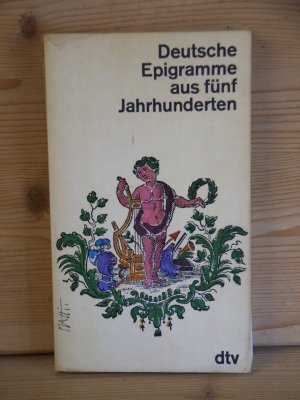 Deutsche
Epigramme
aus fünf
Jahrhunderten
dtv